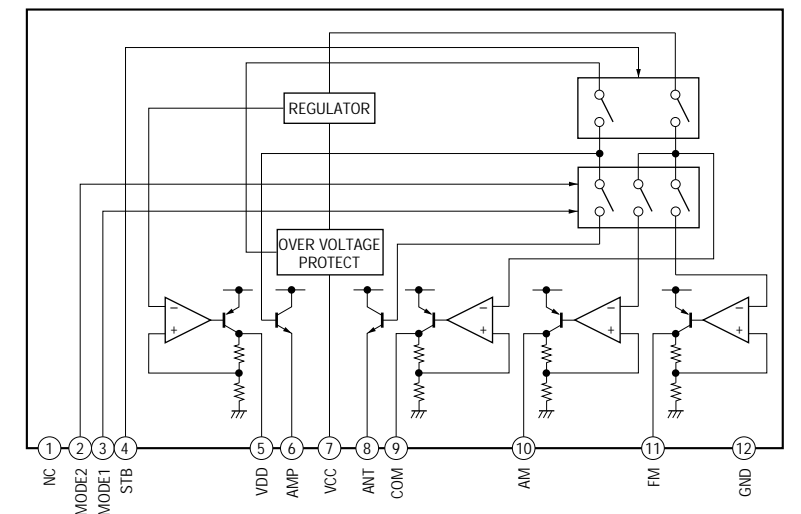 REGULATOR
OVER VOLTAGE
PROTECT
−
+
−
+
−
+
−
+
1
2
3
4
5
6
7
8
9
10
11
12
NC
MODE2
MODE1
STB
VDD
AMP
VCC
ANT
COM
AM
FM
GND